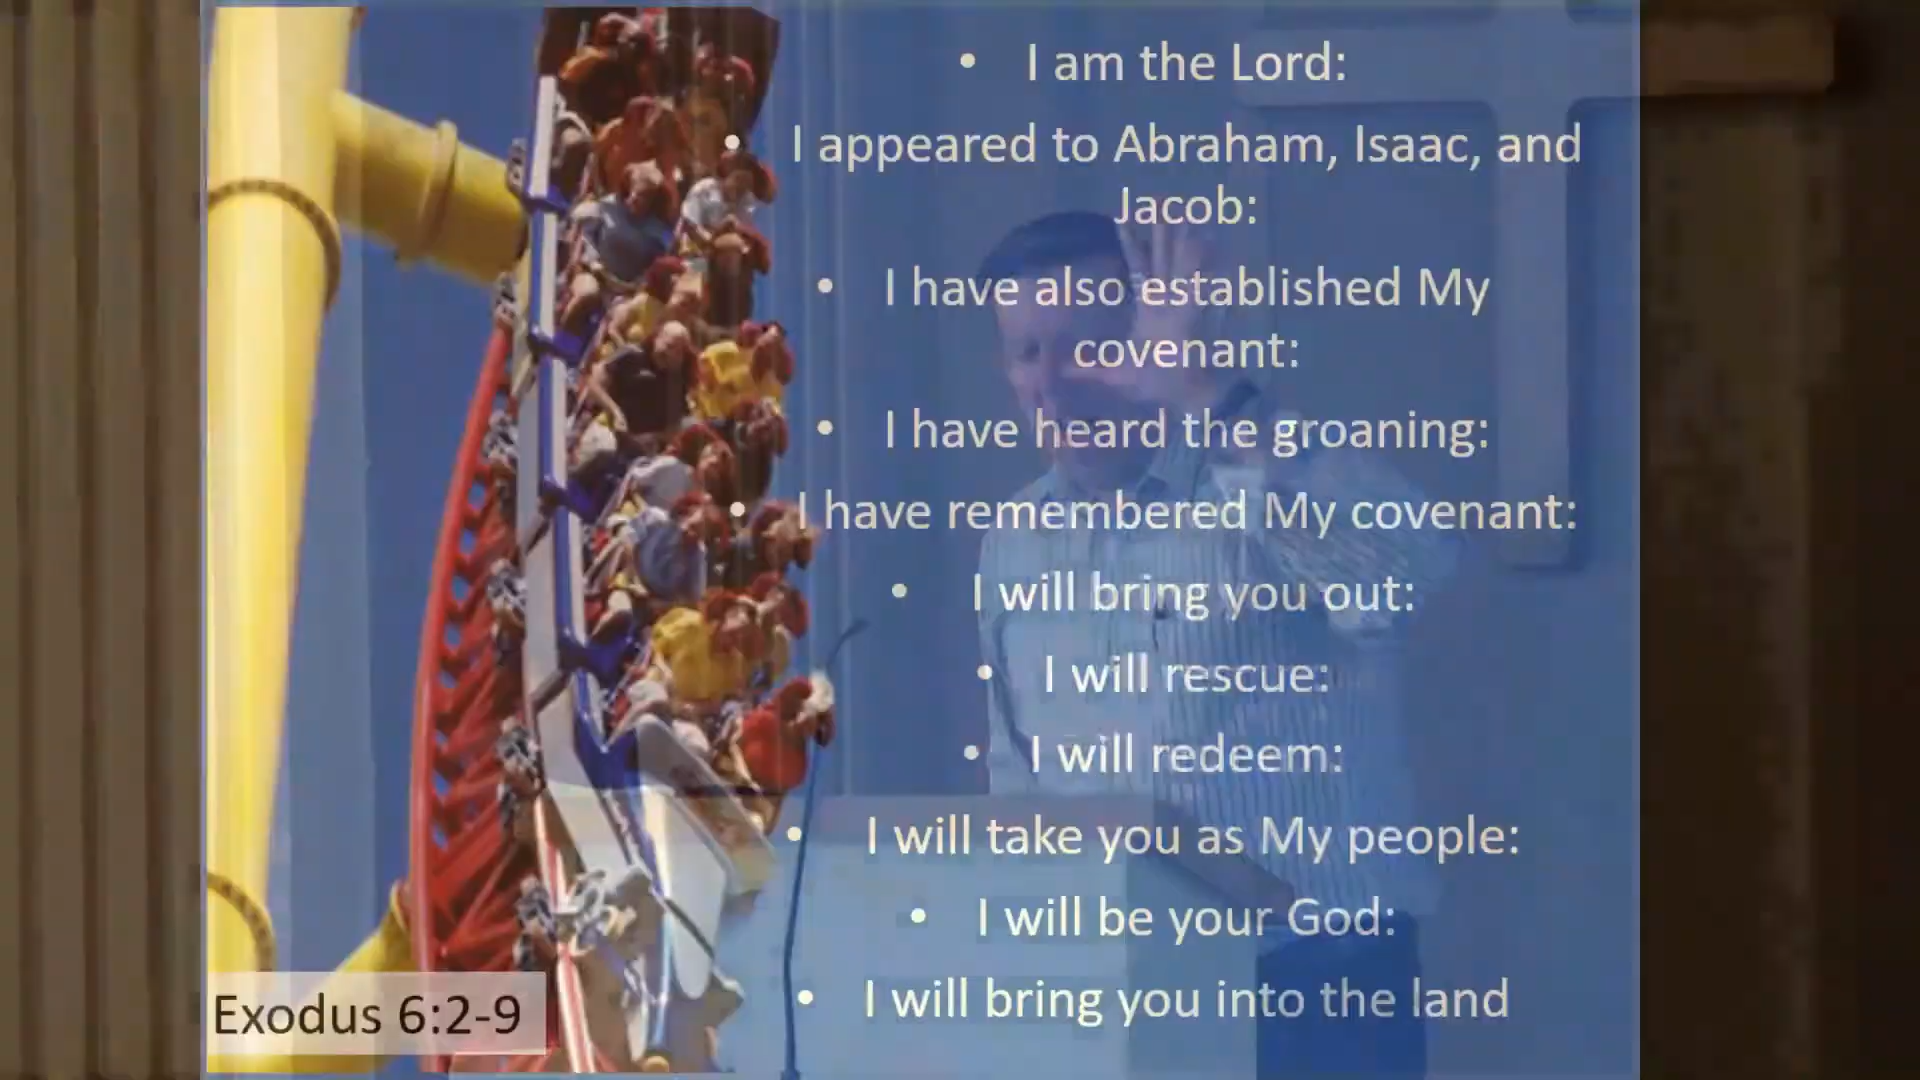 • I am the Lord:
• I appeared to Abraham, Isaac, and
Jacob:
• I have also established My
covenant:
• I have heard the groaning:
• I have remembered My covenant:
• I will bring you out:
• I will rescue:
• I will redeem:
• I will take you as My people:
• I will be your God:
• I will bring you into the land
Exodus 6:2-9